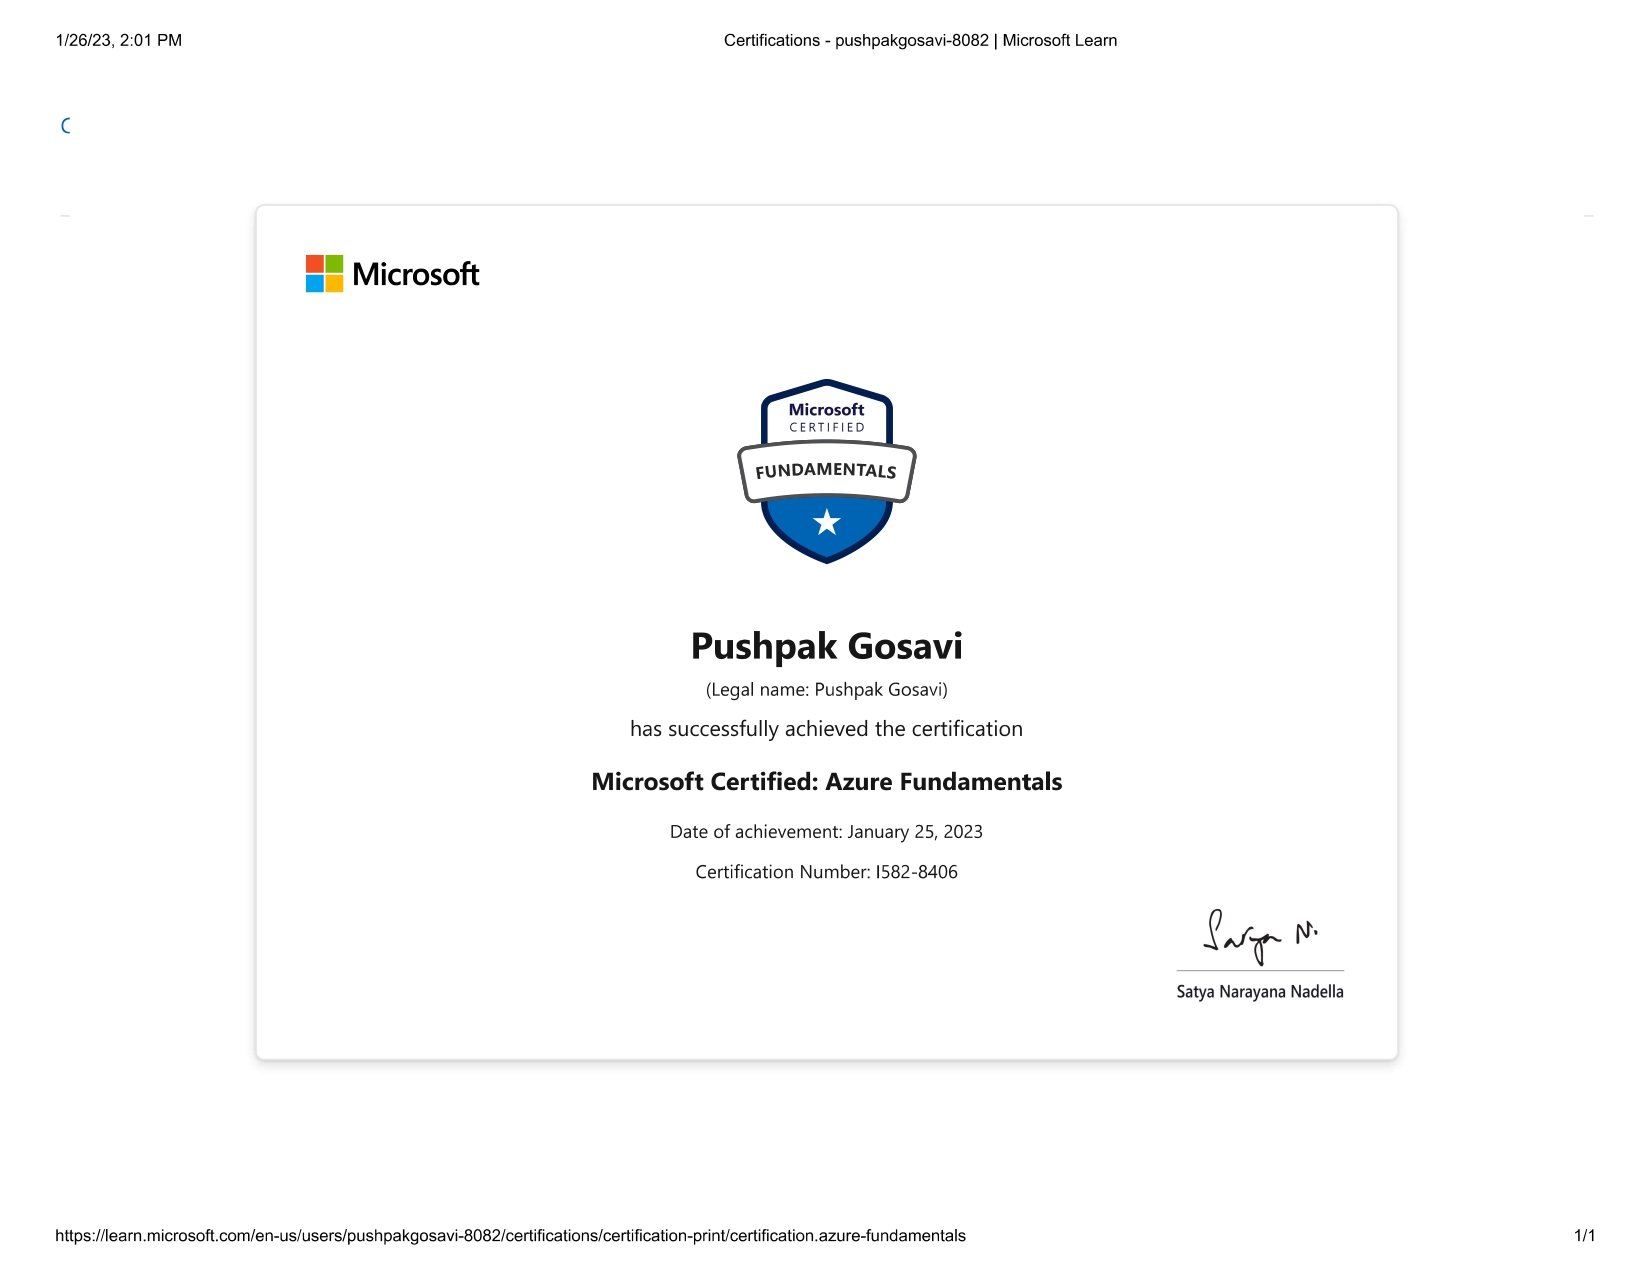 1/26/23, 2:01 PM
Certifications - pushpakgosavi-8082 | Microsoft Learn
C
Microsoft
Microsoft
CERTIFIED
FUNDAMENTALS
Pushpak Gosavi
(Legal name: Pushpak Gosavi)
has successfully achieved the certification
Microsoft Certified: Azure Fundamentals
Date of achievement: January 25, 2023
Certification Number: I582-8406
Satya N.
Satya Narayana Nadella
https://learn.microsoft.com/en-us/users/pushpakgosavi-8082/certifications/certification-print/certification.azure-fundamentals
1/1